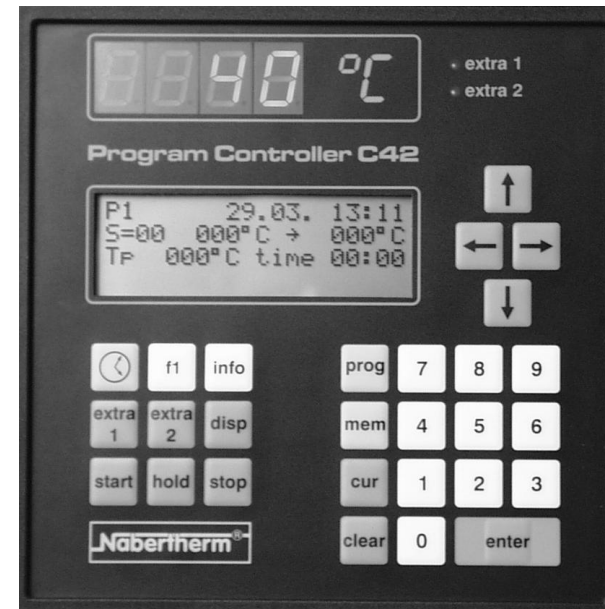 40 °C
extra 1
extra 2
Program Controller C42
P1 29.03. 13:11
S=00 000°C → 000°C
Tp 000°C time 00:00
↑
← →
↓
f1 info
prog 7 8 9
extra 1 extra 2 disp
mem 4 5 6
start hold stop
cur 1 2 3
Nabertherm®
clear 0 enter